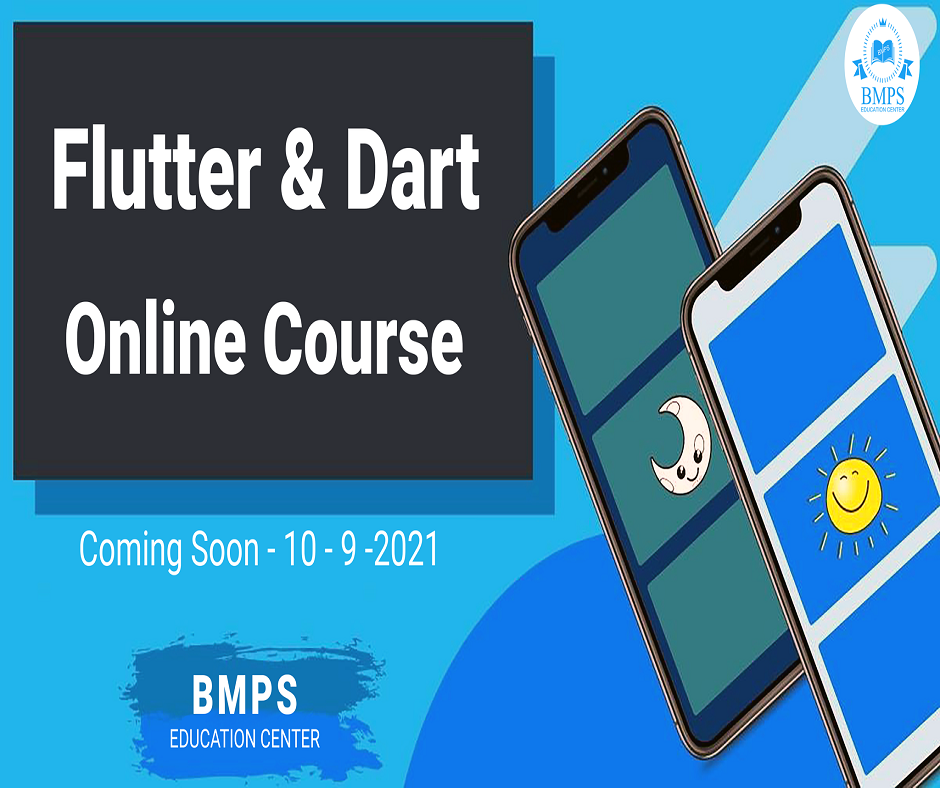 Flutter & Dart
Online Course
Coming Soon - 10 - 9 -2021
BMPS
EDUCATION CENTER
BMPS
EDUCATION CENTER